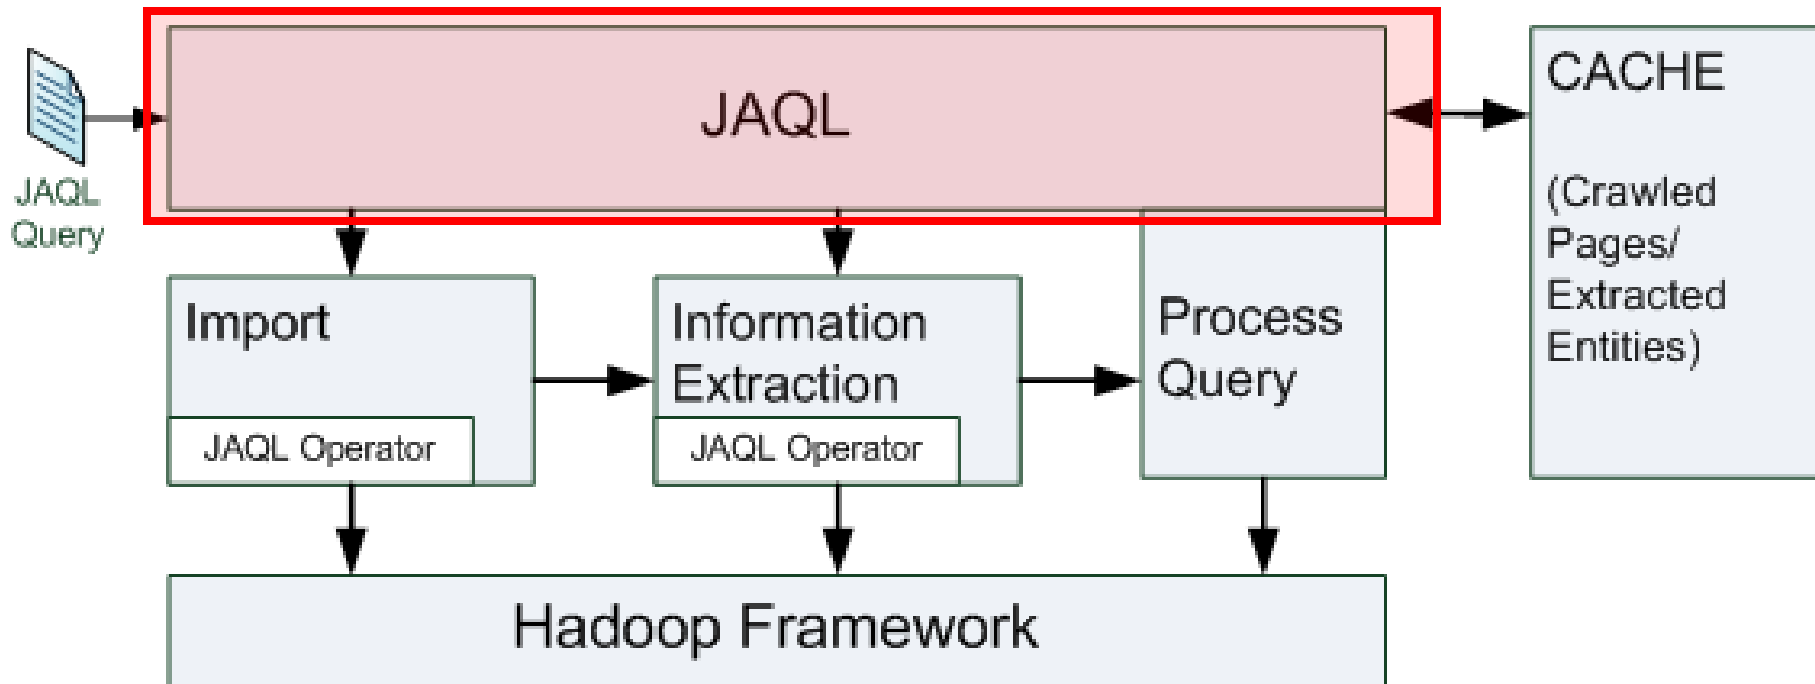 JAQL
JAQL
Query
CACHE
(Crawled
Pages/
Extracted
Entities)
Import
JAQL Operator
Information
Extraction
JAQL Operator
Process
Query
Hadoop Framework